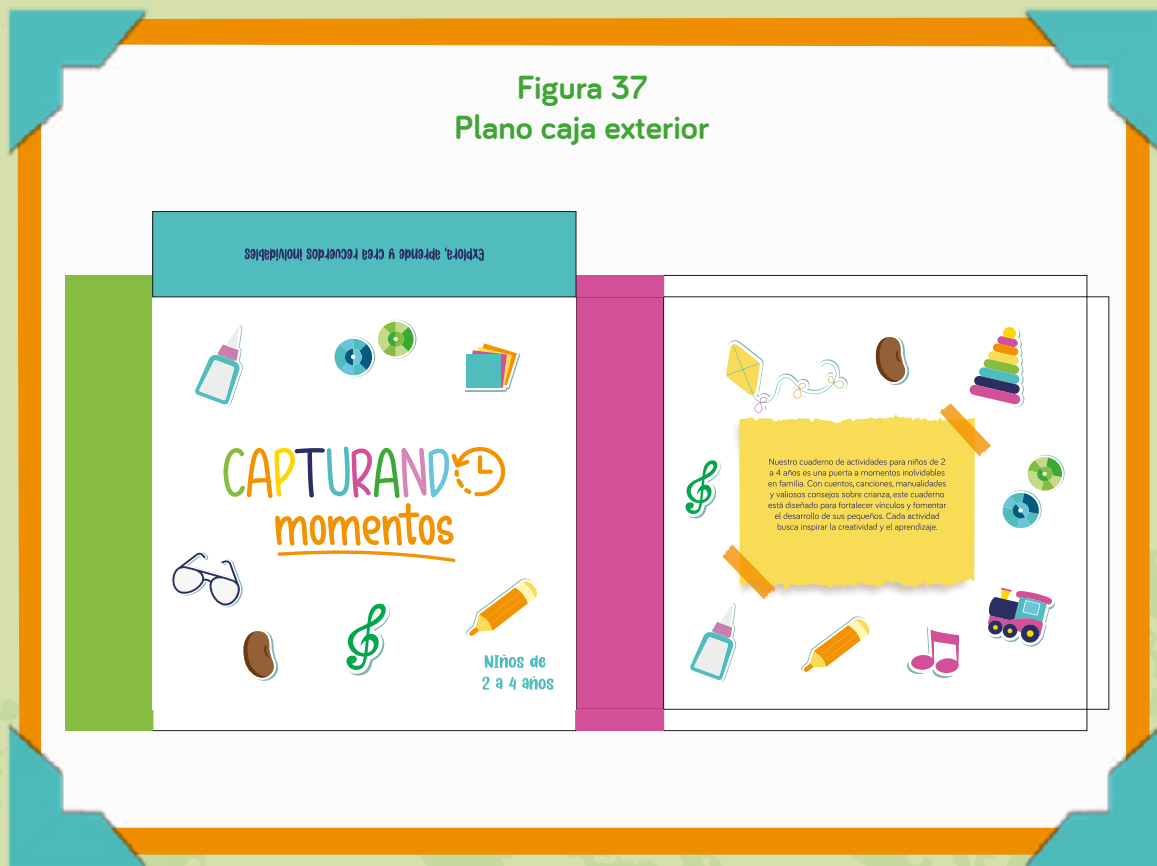 Figura 37
Plano caja exterior
Explora, aprende y crea recuerdos inolvidables
CAPTURAND
momentos
NIños de
2 a 4 años
Nuestro cuaderno de actividades para niños de 2
a 4 años es una puerta a momentos inolvidables
en familia. Con cuentos, canciones, manualidades
y valiosos consejos sobre crianza, este cuaderno
está diseñado para fortalecer vínculos y fomentar
el desarrollo de sus pequeños. Cada actividad
busca inspirar la creatividad y el aprendizaje.